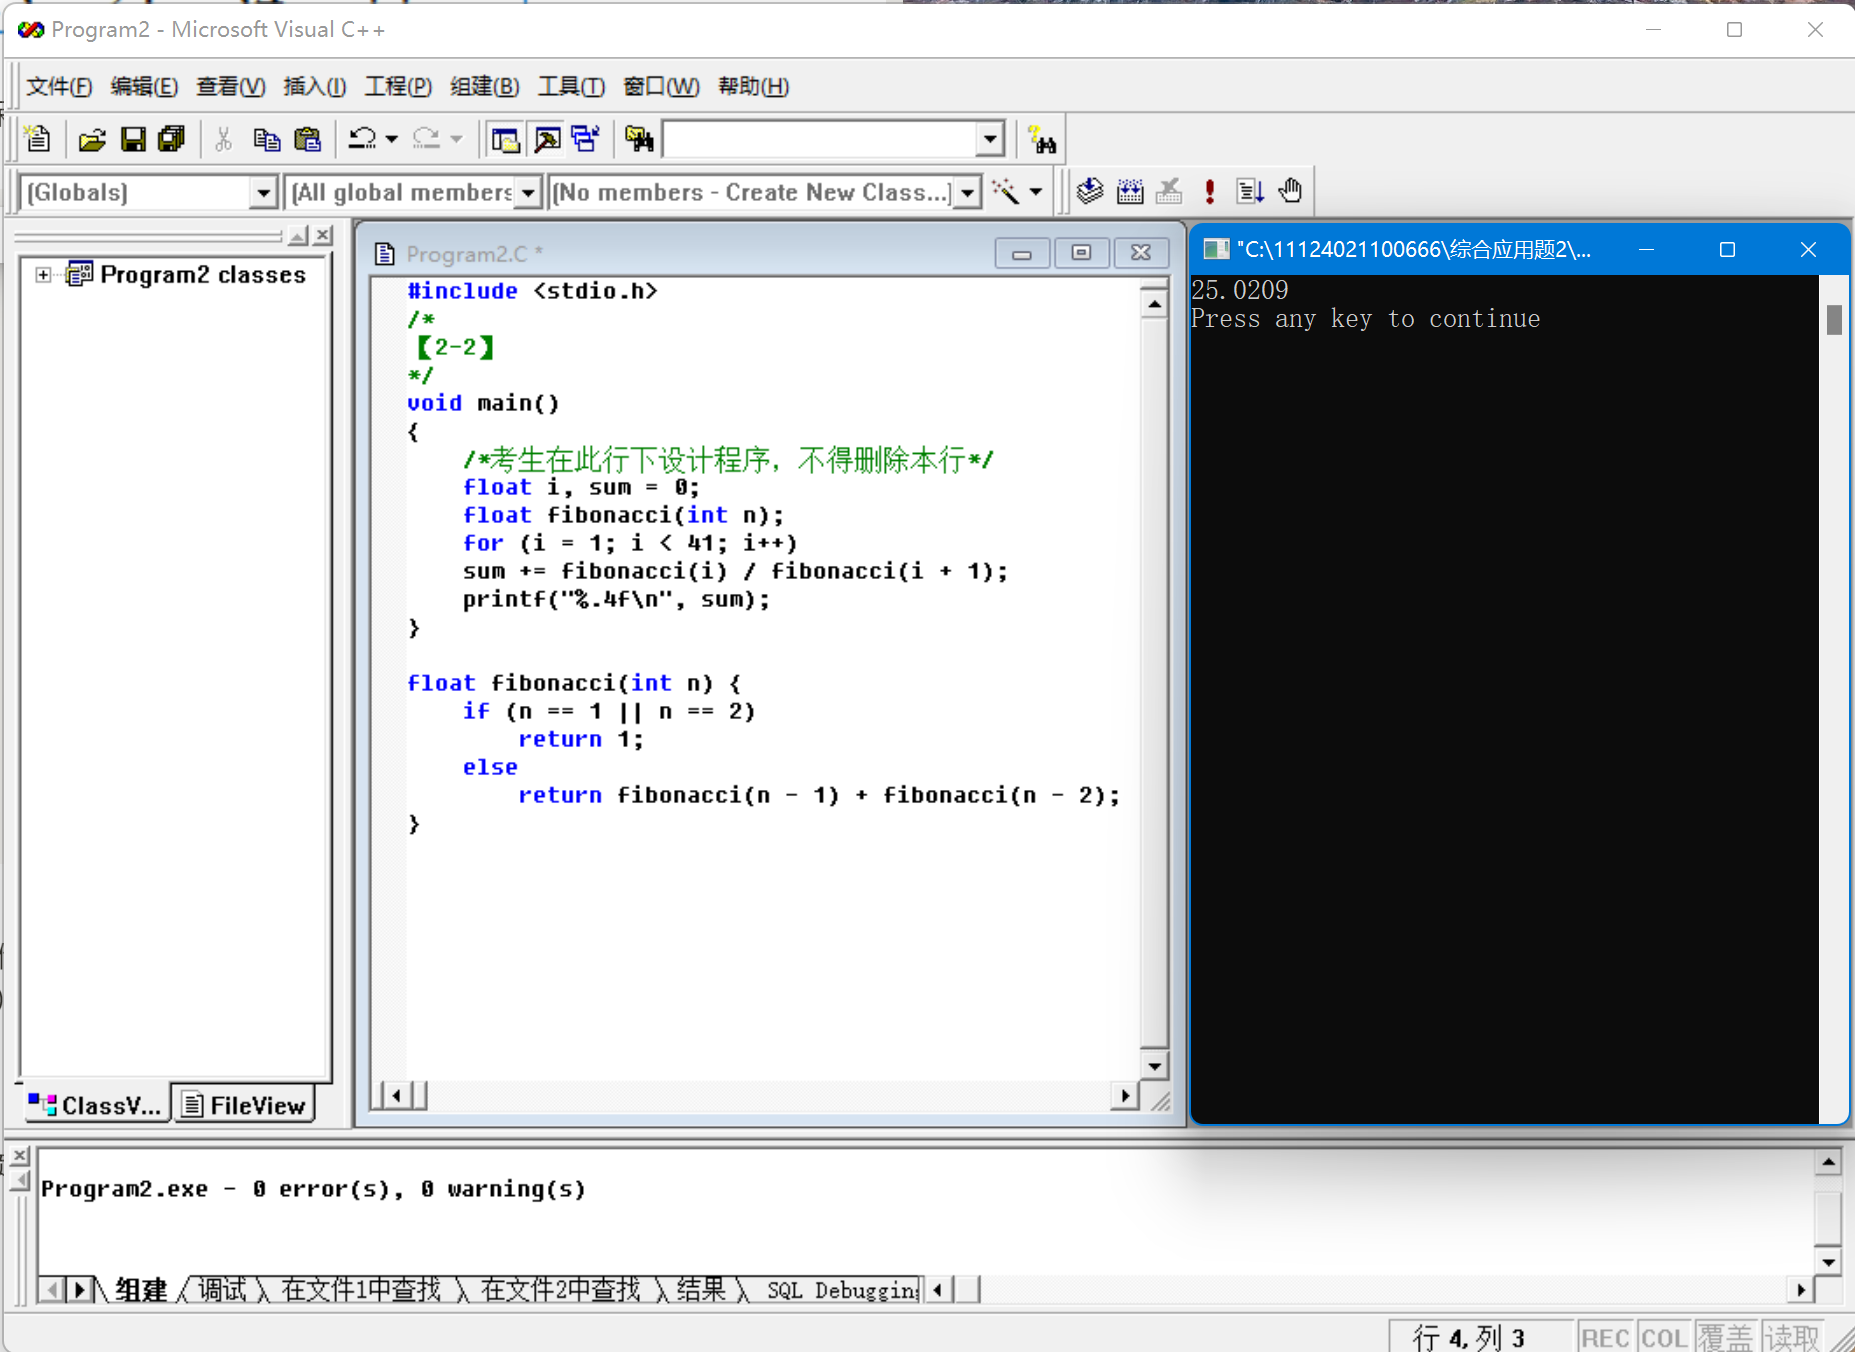 Program2 - Microsoft Visual C++
文件(F) 编辑(E) 查看(V) 插入(I) 工程(P) 组建(B) 工具(T) 窗口(W) 帮助(H)
(Globals) (All global members (No members - Create New Class...)
Program2 classes
Program2.C *
#include <stdio.h>
/*
【2-2】
*/
void main()
{
/*考生在此行下设计程序，不得删除本行*/
float i, sum = 0;
float fibonacci(int n);
for (i = 1; i < 41; i++)
sum += fibonacci(i) / fibonacci(i + 1);
printf("%.4f\n", sum);
}
float fibonacci(int n) {
if (n == 1 || n == 2)
return 1;
else
return fibonacci(n - 1) + fibonacci(n - 2);
}
"C:\11124021100666\综合应用题2\...
25.0209
Press any key to continue
ClassV... FileView
Program2.exe - 0 error(s), 0 warning(s)
组建 调试 在文件1中查找 在文件2中查找 结果 SQL Debugging
行 4, 列 3 REC COL 覆盖 读取